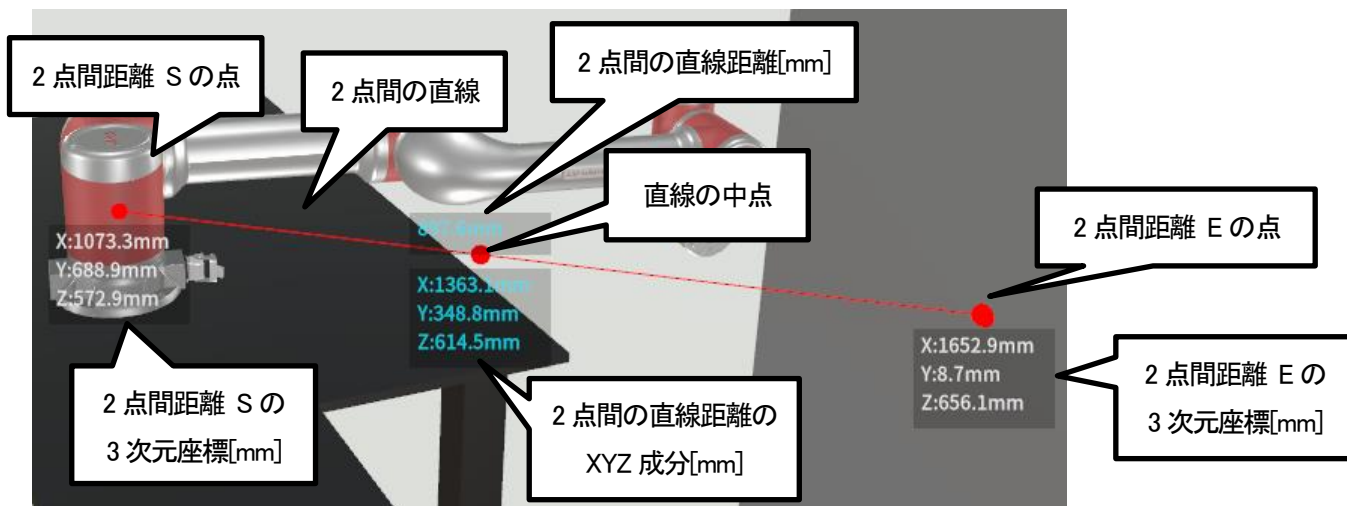 2 点間距離 S の点
2 点間の直線
2 点間の直線距離[mm]
直線の中点
2 点間距離 E の点
X:1073.3mm
Y:688.9mm
Z:572.9mm
897.6mm
X:1363.1mm
Y:348.8mm
Z:614.5mm
X:1652.9mm
Y:8.7mm
Z:656.1mm
2 点間距離 S の
3 次元座標[mm]
2 点間の直線距離の
XYZ 成分[mm]
2 点間距離 E の
3 次元座標[mm]